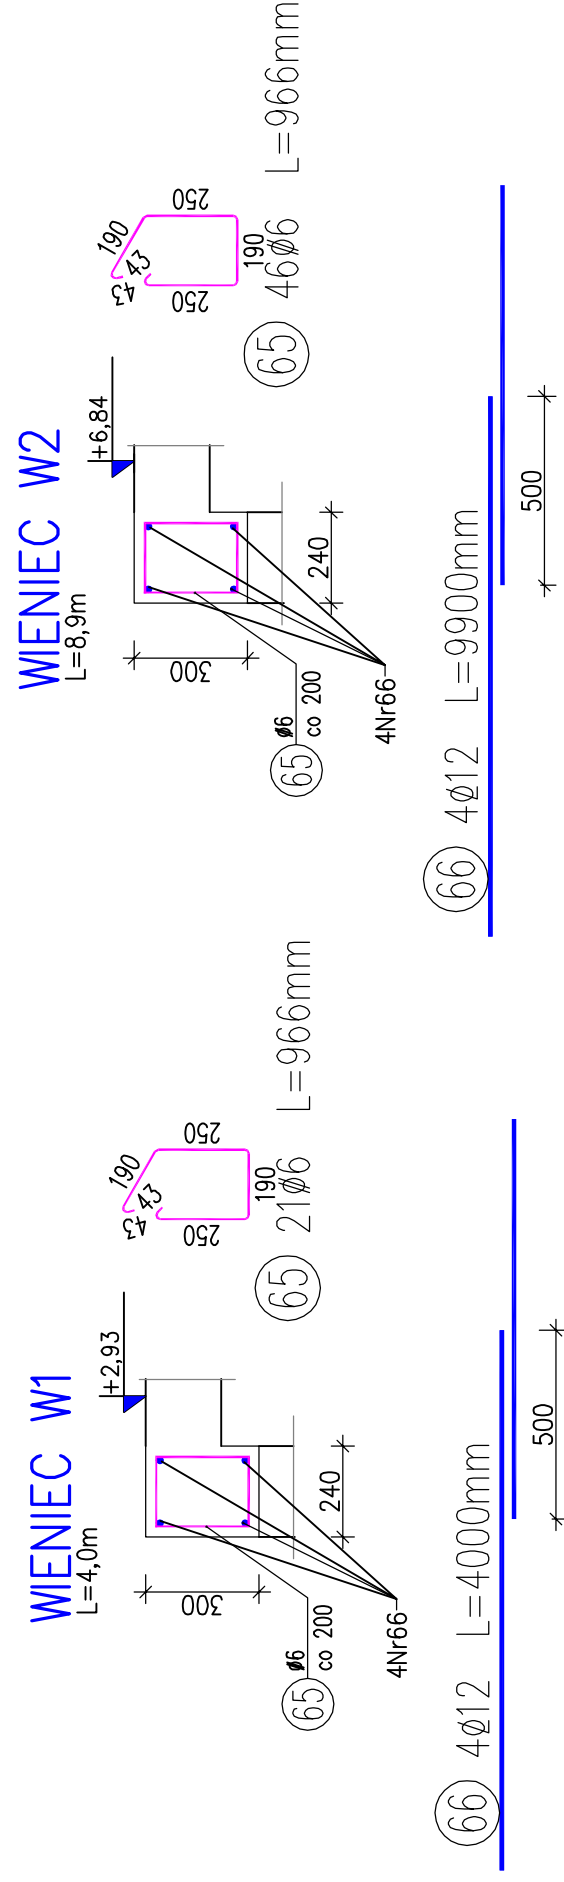 WIENIEC W1
L=4,0m
+2,93
300
240
ø6
co 200
65
4Nr66
43
43
190
250
250
190
65 21ø6 L=966mm
66 4ø12 L=4000mm
500
WIENIEC W2
L=8,9m
+6,84
300
240
ø6
co 200
65
4Nr66
43
43
190
250
250
190
65 46ø6 L=966mm
66 4ø12 L=9900mm
500